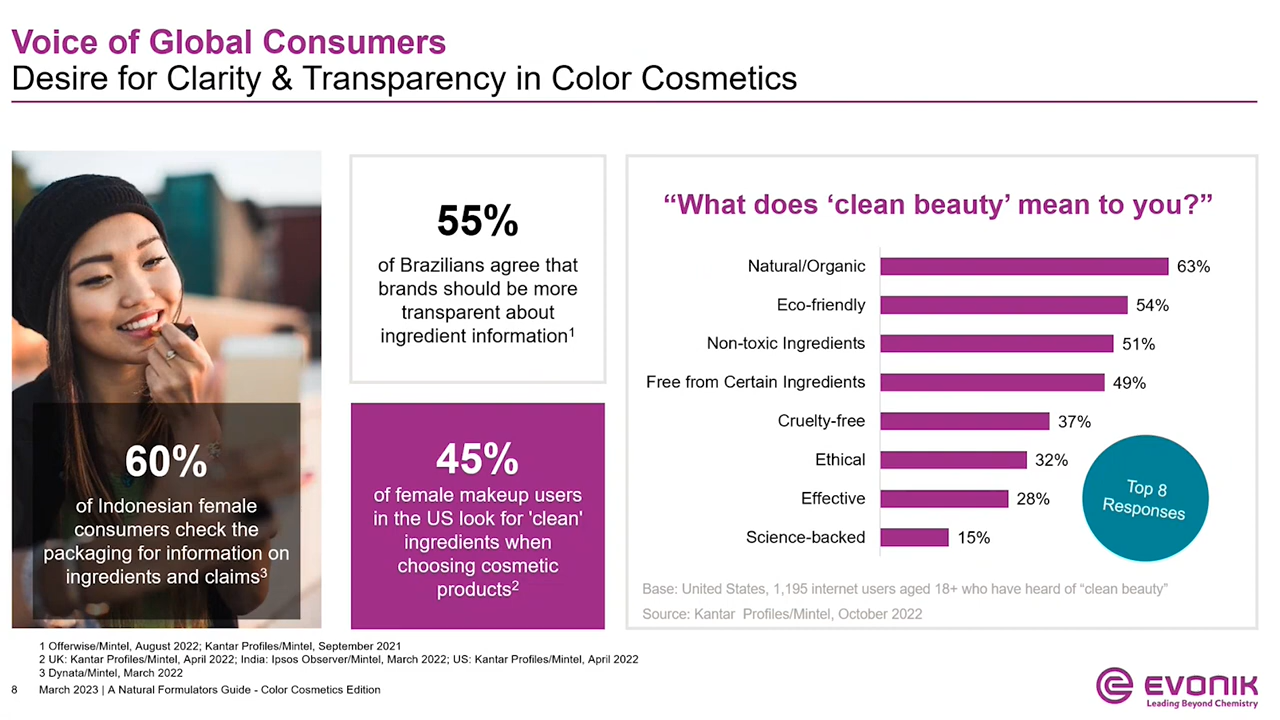 Voice of Global Consumers
Desire for Clarity & Transparency in Color Cosmetics
60%
of Indonesian female
consumers check the
packaging for information on
ingredients and claims3
55%
of Brazilians agree that
brands should be more
transparent about
ingredient information1
45%
of female makeup users
in the US look for 'clean'
ingredients when
choosing cosmetic
products2
“What does ‘clean beauty’ mean to you?”
Natural/Organic 63%
Eco-friendly 54%
Non-toxic Ingredients 51%
Free from Certain Ingredients 49%
Cruelty-free 37%
Ethical 32%
Effective 28%
Science-backed 15%
Top 8
Responses
Base: United States, 1,195 internet users aged 18+ who have heard of “clean beauty”
Source: Kantar Profiles/Mintel, October 2022
1 Offerwise/Mintel, August 2022; Kantar Profiles/Mintel, September 2021
2 UK: Kantar Profiles/Mintel, April 2022; India: Ipsos Observer/Mintel, March 2022; US: Kantar Profiles/Mintel, April 2022
3 Dynata/Mintel, March 2022
8 March 2023 | A Natural Formulators Guide - Color Cosmetics Edition
EVONIK
Leading Beyond Chemistry